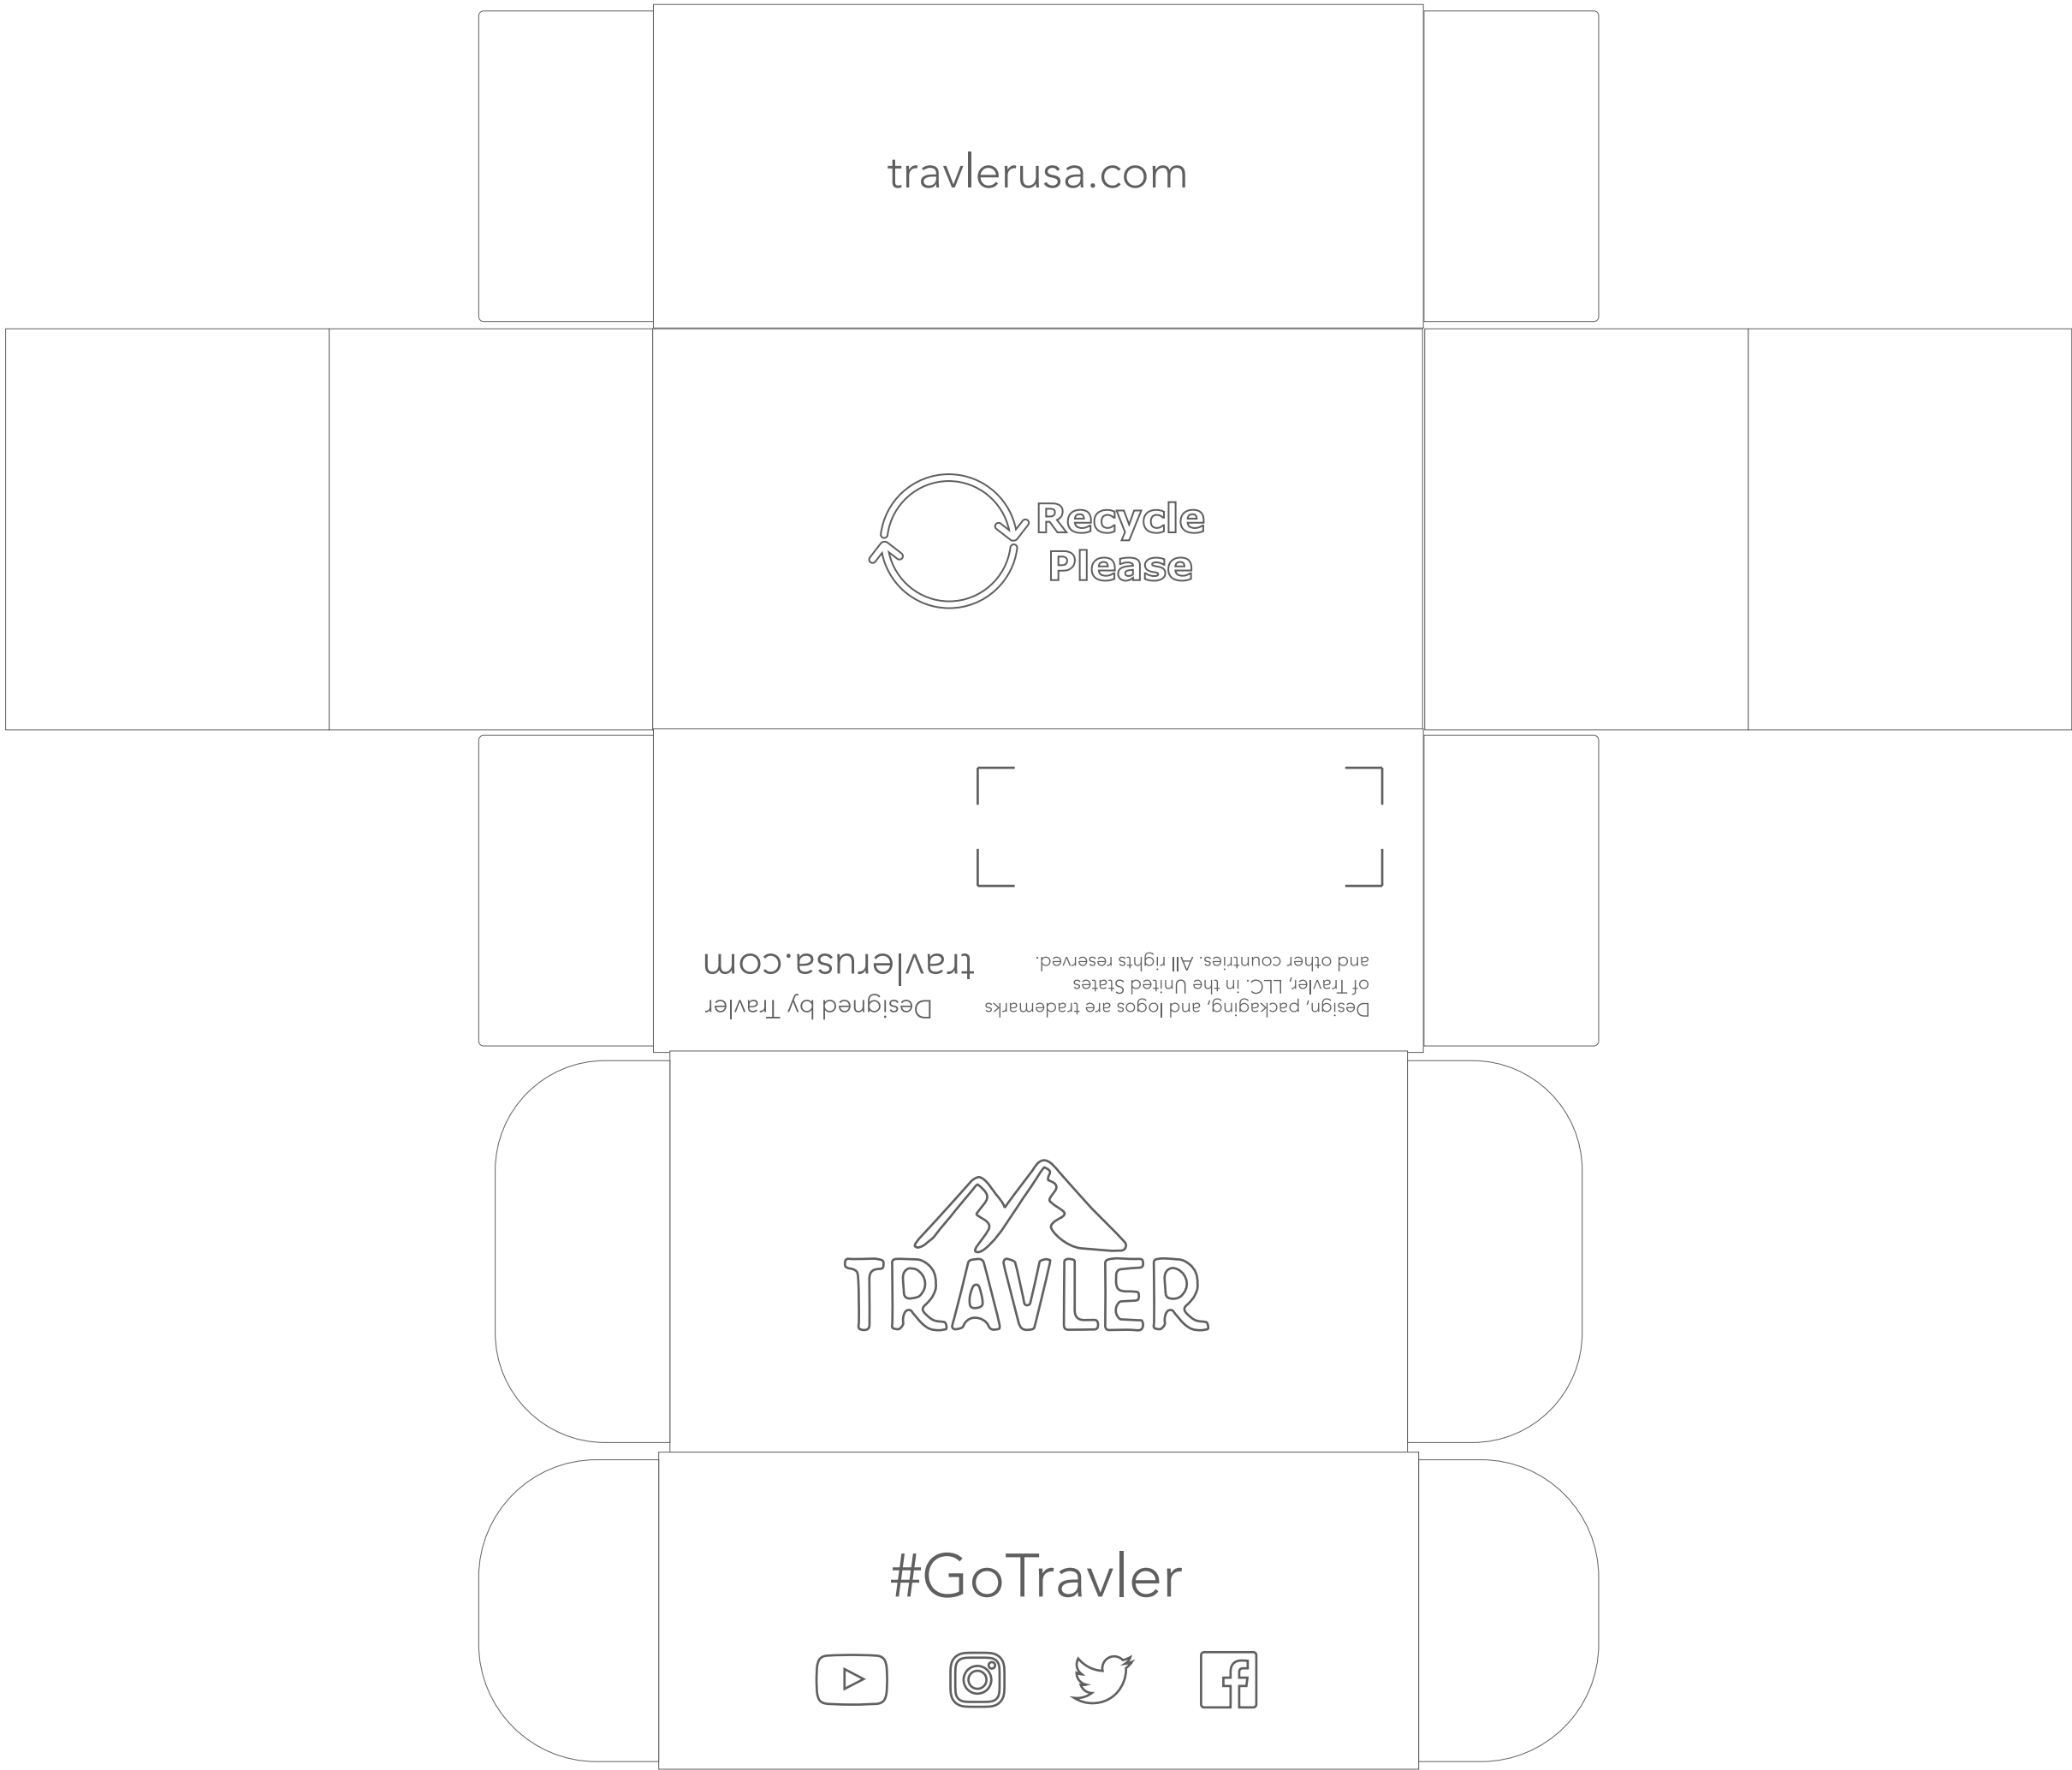 travlerusa.com
Recycle
Please
Design, packaging, and logos are trademarks
of Travler, LLC. in the United States
and other countries. All rights reserved.
Designed by Travler
travlerusa.com
TRAVLER
#GoTravler